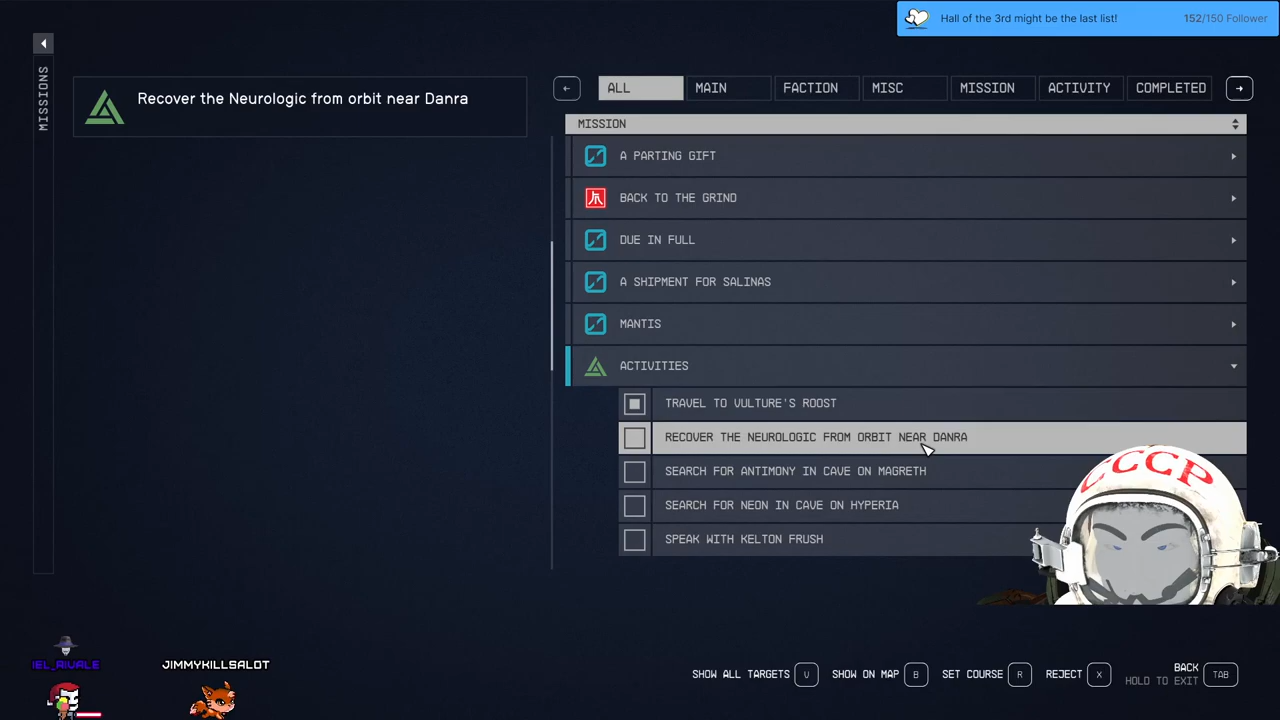 Hall of the 3rd might be the last list!
152/150 Follower
MISSIONS
Recover the Neurologic from orbit near Danra
ALL
MAIN
FACTION
MISC
MISSION
ACTIVITY
COMPLETED
MISSION
A PARTING GIFT
BACK TO THE GRIND
DUE IN FULL
A SHIPMENT FOR SALINAS
MANTIS
ACTIVITIES
TRAVEL TO VULTURE'S ROOST
RECOVER THE NEUROLOGIC FROM ORBIT NEAR DANRA
SEARCH FOR ANTIMONY IN CAVE ON MAGRETH
SEARCH FOR NEON IN CAVE ON HYPERIA
SPEAK WITH KELTON FRUSH
CCCP
IEL_RIVALE
JIMMYKILLSALOT
SHOW ALL TARGETS V
SHOW ON MAP B
SET COURSE R
REJECT X
BACK
HOLD TO EXIT
TAB